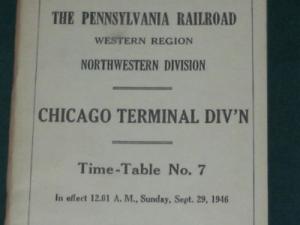 THE PENNSYLVANIA RAILROAD
WESTERN REGION
NORTHWESTERN DIVISION
CHICAGO TERMINAL DIV'N
Time-Table No. 7
In effect 12.01 A. M., Sunday, Sept. 29, 1946